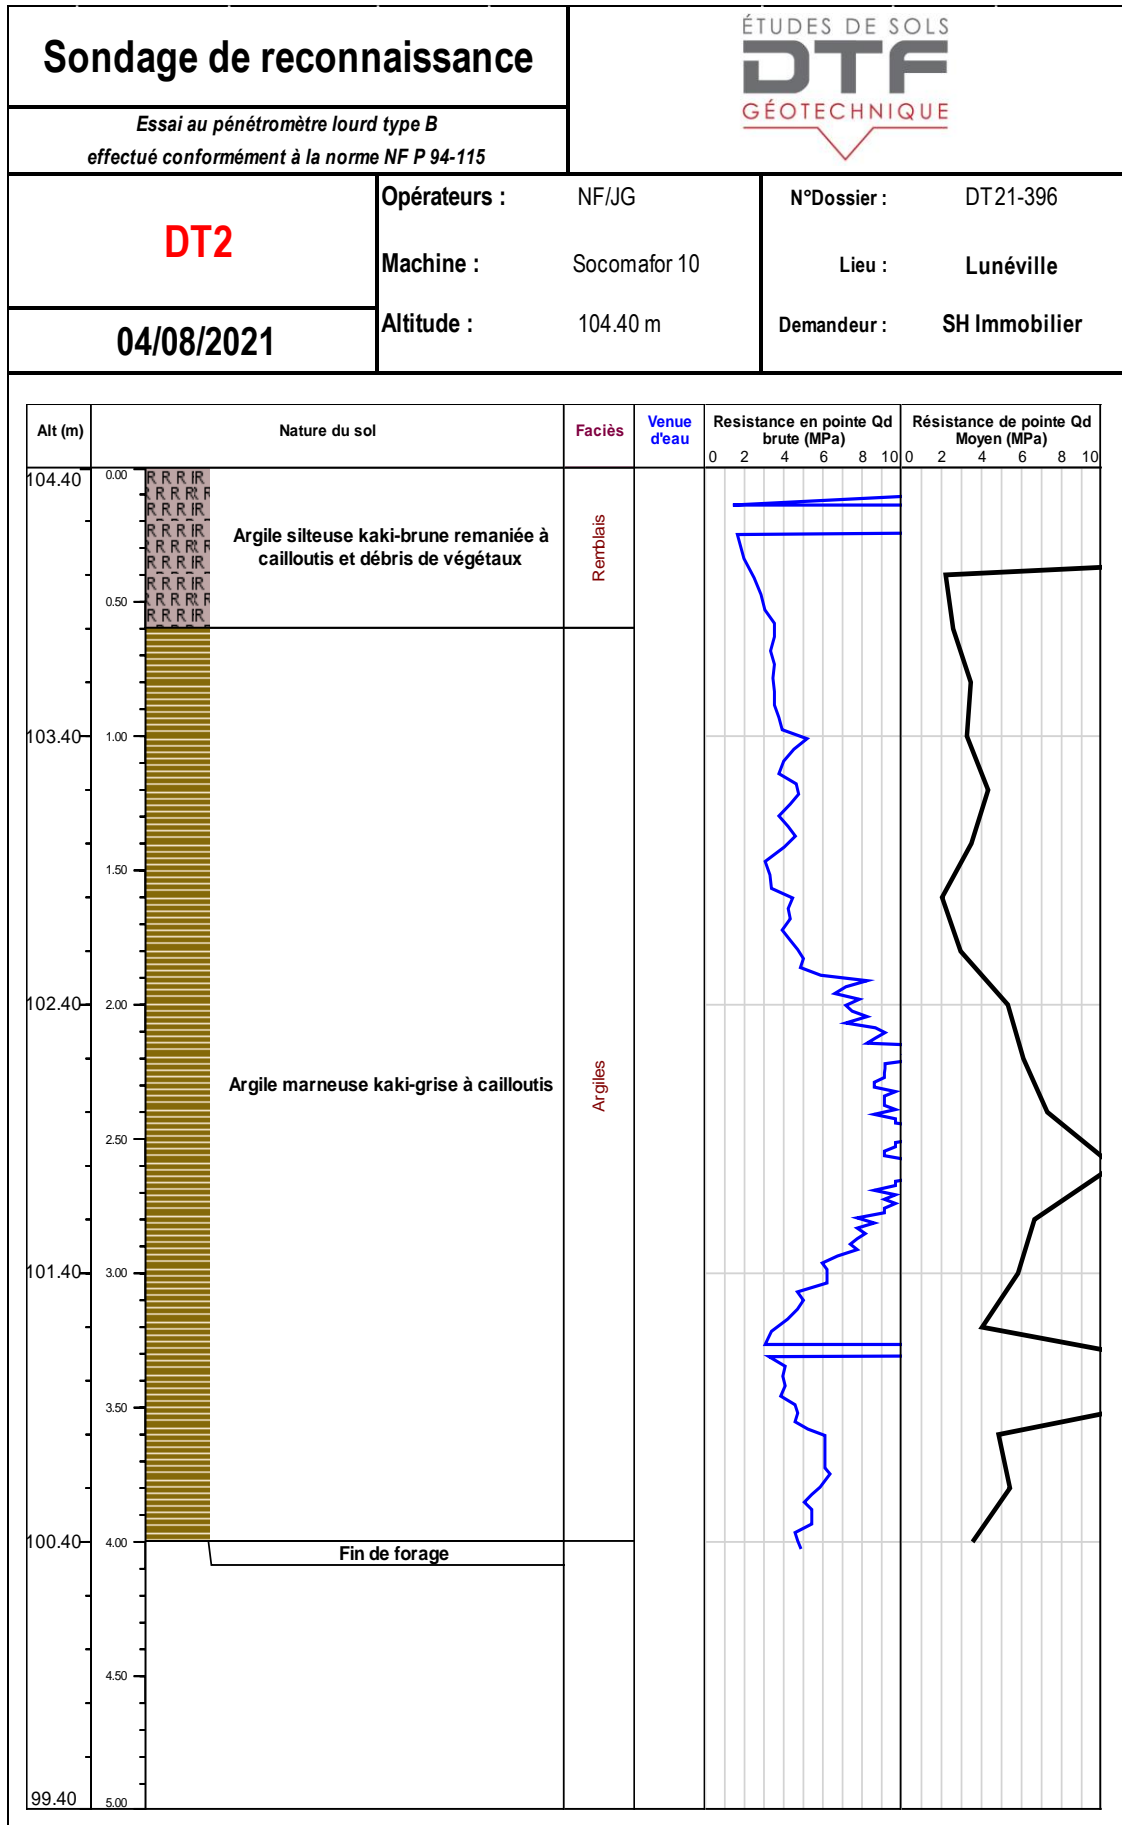 Sondage de reconnaissance
Essai au pénétromètre lourd type B
effectué conformément à la norme NF P 94-115
ÉTUDES DE SOLS
DTF
GÉOTECHNIQUE
DT2
04/08/2021
Opérateurs : NF/JG
Machine : Socomafor 10
Altitude : 104.40 m
N°Dossier : DT21-396
Lieu : Lunéville
Demandeur : SH Immobilier
Alt (m)
Nature du sol
Faciès
Venue
d'eau
Resistance en pointe Qd
brute (MPa)
0 2 4 6 8 10
Résistance de pointe Qd
Moyen (MPa)
0 2 4 6 8 10
104.40
0.00
Argile silteuse kaki-brune remaniée à
cailloutis et débris de végétaux
Remblais
0.50
103.40
1.00
1.50
102.40
2.00
Argile marneuse kaki-grise à cailloutis
Argiles
2.50
101.40
3.00
3.50
100.40
4.00
Fin de forage
4.50
99.40
5.00